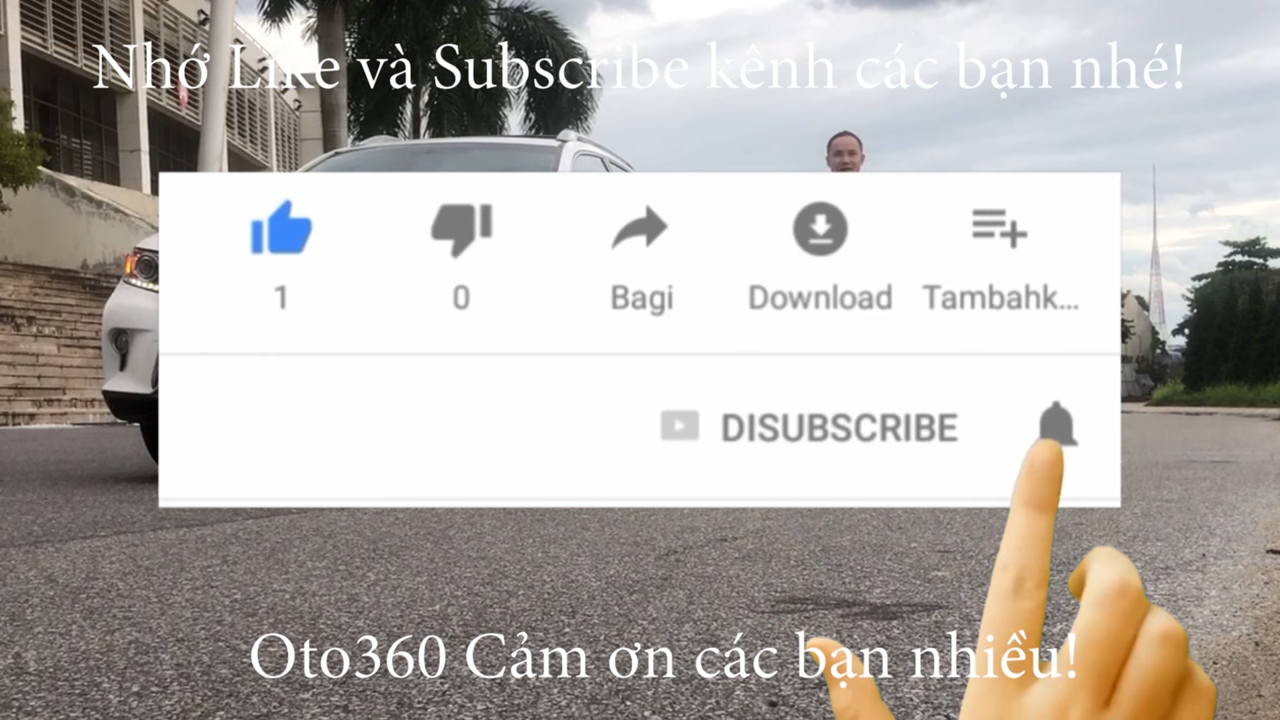 Nhớ Like và Subscribe kênh các bạn nhé!
1
0
Bagi
Download
Tambahk...
DISUBSCRIBE
Oto360 Cảm ơn các bạn nhiều!